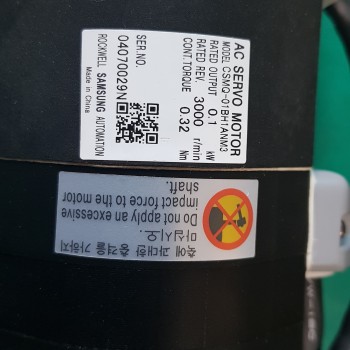 AC SERVO MOTOR
MODEL CSMQ-01BH1ANM3
RATED OUTPUT 0.1 kW
RATED REV. 3000 r/min
CONT.TORQUE 0.32 Nm
SER.NO.
04070029N
ROCKWELL SAMSUNG AUTOMATION
Made in China
축에 과대한 충격을 가하지
마십시오.
Do not apply an excessive
impact force to the motor
shaft.